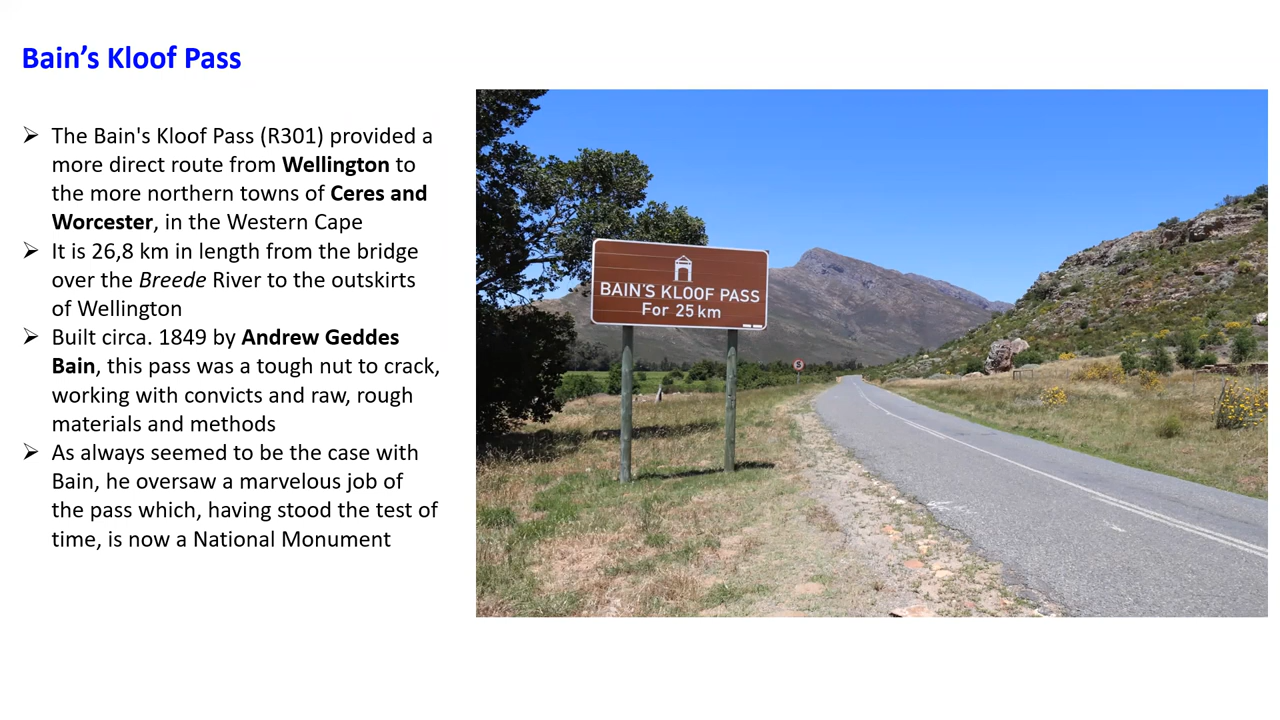 Bain’s Kloof Pass
The Bain's Kloof Pass (R301) provided a
more direct route from Wellington to
the more northern towns of Ceres and
Worcester, in the Western Cape
It is 26,8 km in length from the bridge
over the Breede River to the outskirts
of Wellington
Built circa. 1849 by Andrew Geddes
Bain, this pass was a tough nut to crack,
working with convicts and raw, rough
materials and methods
As always seemed to be the case with
Bain, he oversaw a marvelous job of
the pass which, having stood the test of
time, is now a National Monument
BAIN'S KLOOF PASS
For 25 km